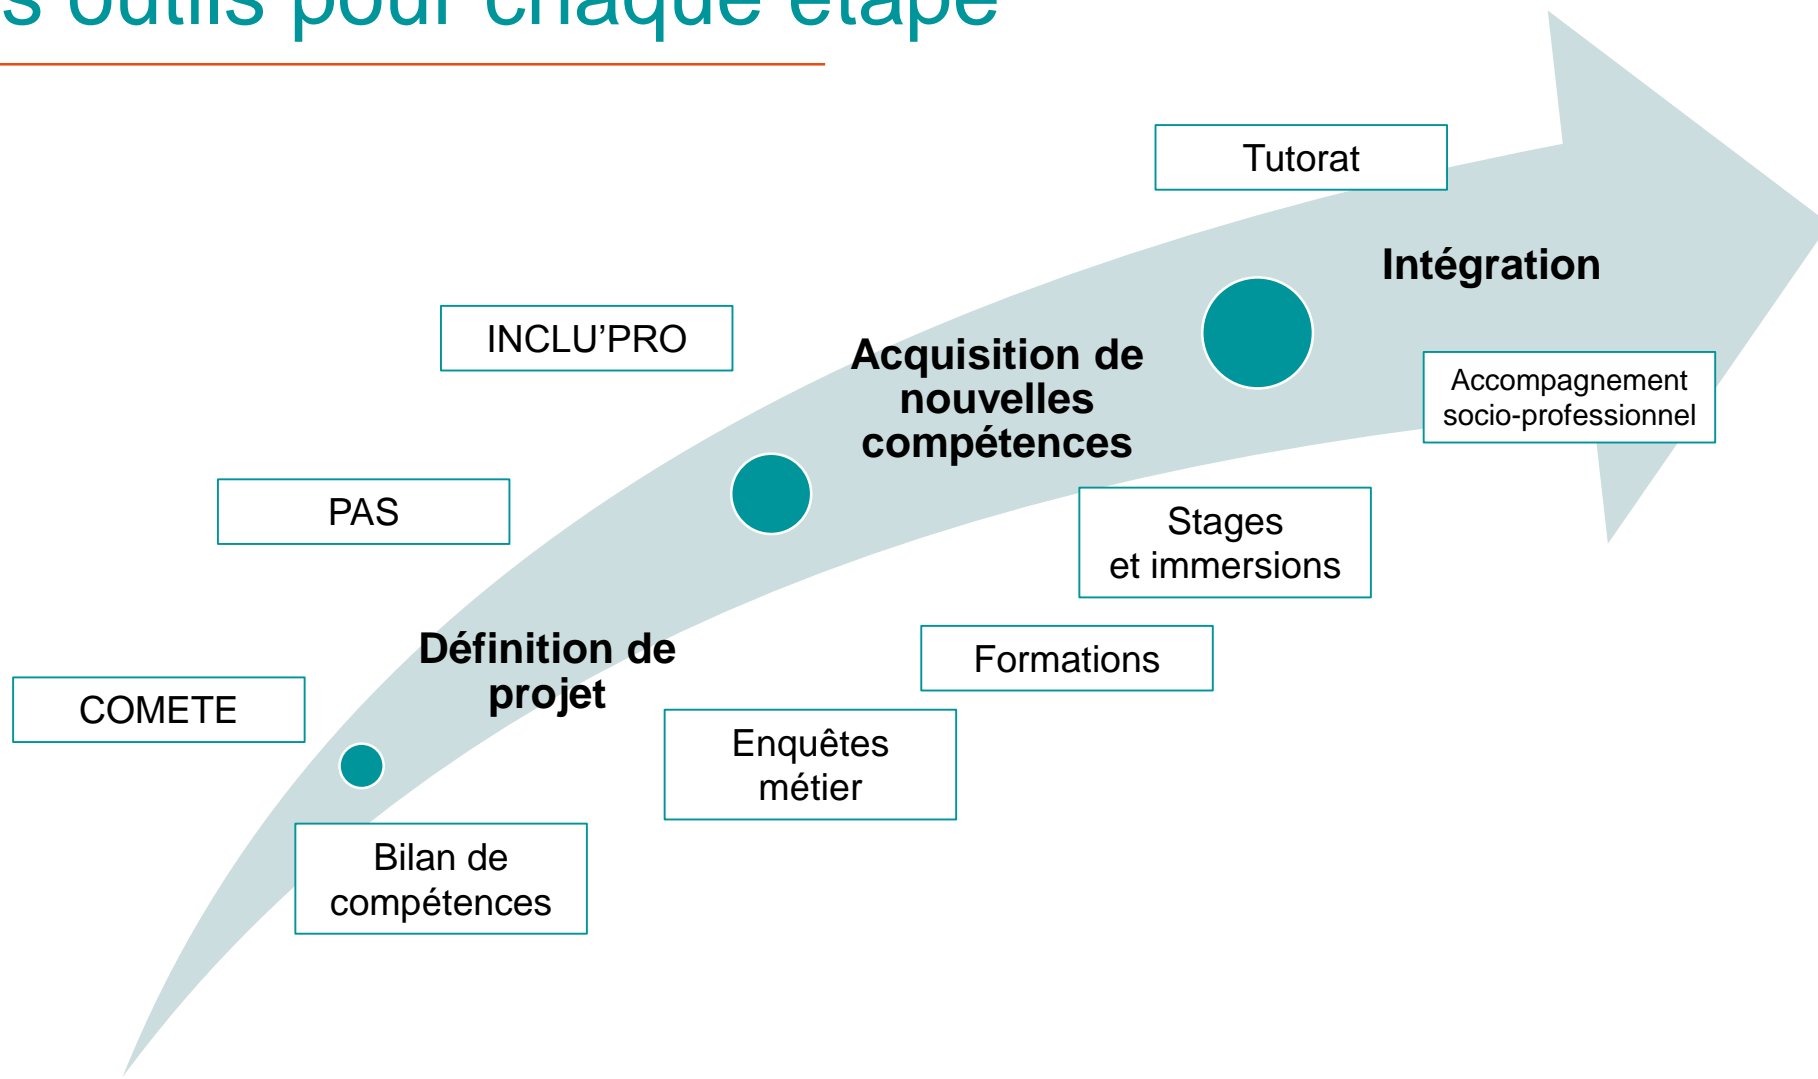 s outils pour chaque étape
Tutorat
Intégration
INCLU’PRO
Acquisition de
nouvelles
compétences
Accompagnement
socio-professionnel
PAS
Stages
et immersions
Définition de
projet
Formations
COMETE
Enquêtes
métier
Bilan de
compétences